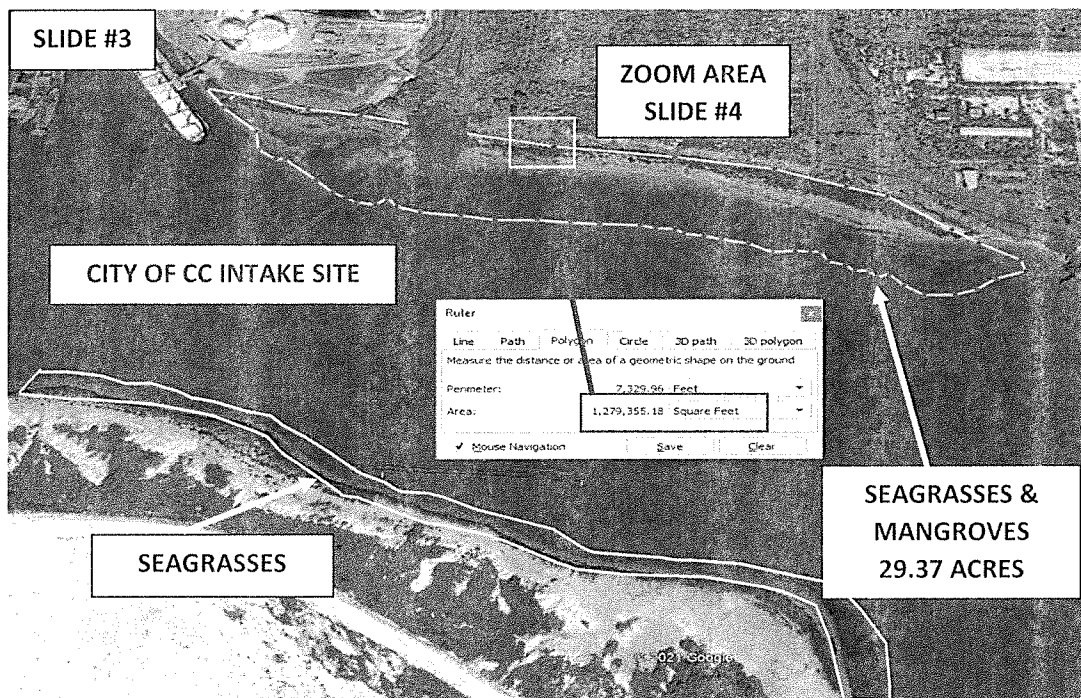 SLIDE #3
ZOOM AREA
SLIDE #4
CITY OF CC INTAKE SITE
Ruler
Line Path Polygon Circle 3D path 3D polygon
Measure the distance or area of a geometric shape on the ground
Perimeter: 7,329.96 Feet
Area: 1,279,355.18 Square Feet
Mouse Navigation Save Clear
SEAGRASSES
SEAGRASSES &
MANGROVES
29.37 ACRES
021 Google